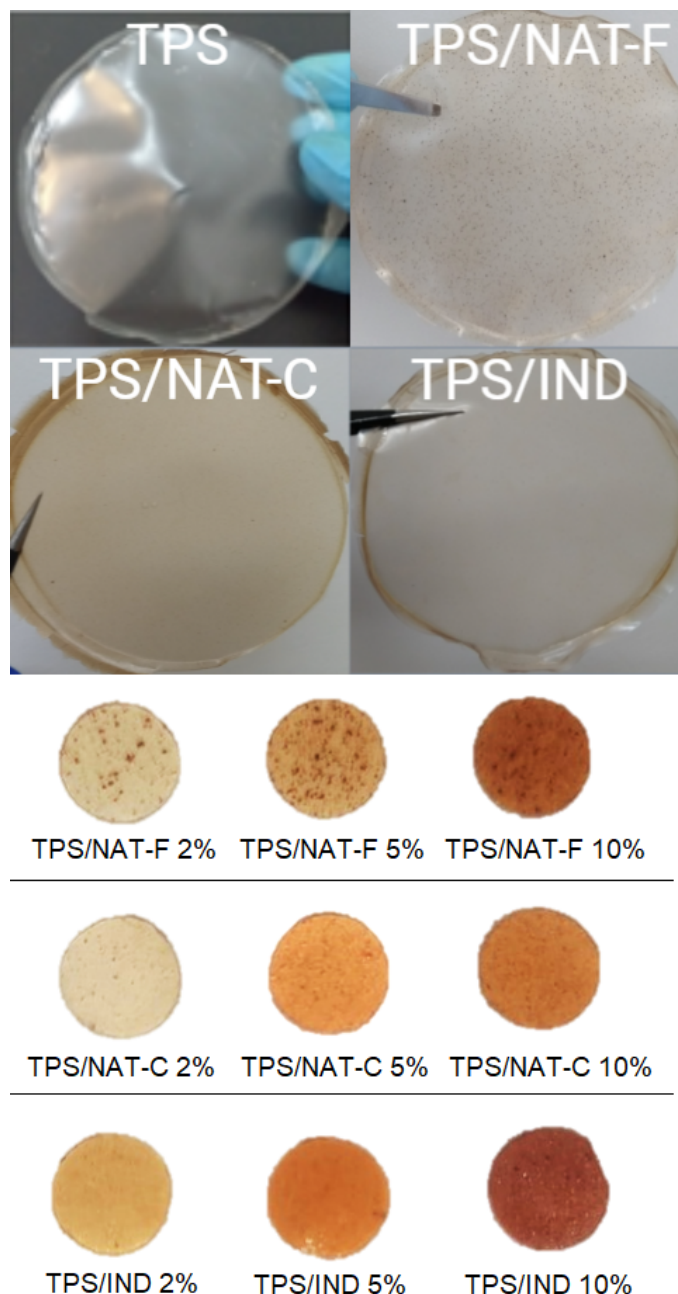 TPS
TPS/NAT-F
TPS/NAT-C
TPS/IND
TPS/NAT-F 2%
TPS/NAT-F 5%
TPS/NAT-F 10%
TPS/NAT-C 2%
TPS/NAT-C 5%
TPS/NAT-C 10%
TPS/IND 2%
TPS/IND 5%
TPS/IND 10%